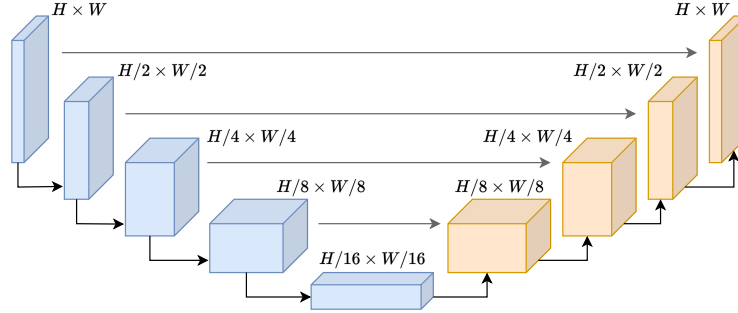 H × W
H × W
H/2 × W/2
H/2 × W/2
H/4 × W/4
H/4 × W/4
H/8 × W/8
H/8 × W/8
H/16 × W/16